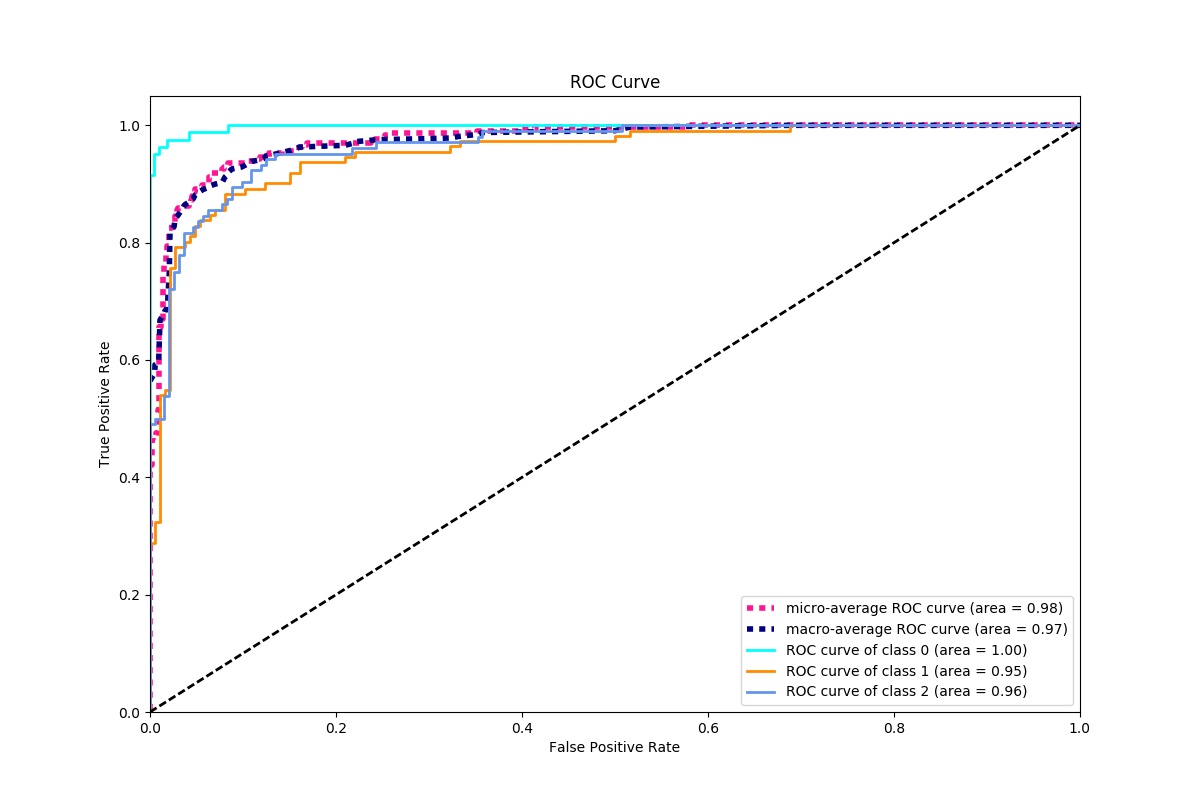 ROC Curve
1.0
0.8
0.6
0.4
0.2
0.0
True Positive Rate
0.0 0.2 0.4 0.6 0.8 1.0
False Positive Rate
micro-average ROC curve (area = 0.98)
macro-average ROC curve (area = 0.97)
ROC curve of class 0 (area = 1.00)
ROC curve of class 1 (area = 0.95)
ROC curve of class 2 (area = 0.96)